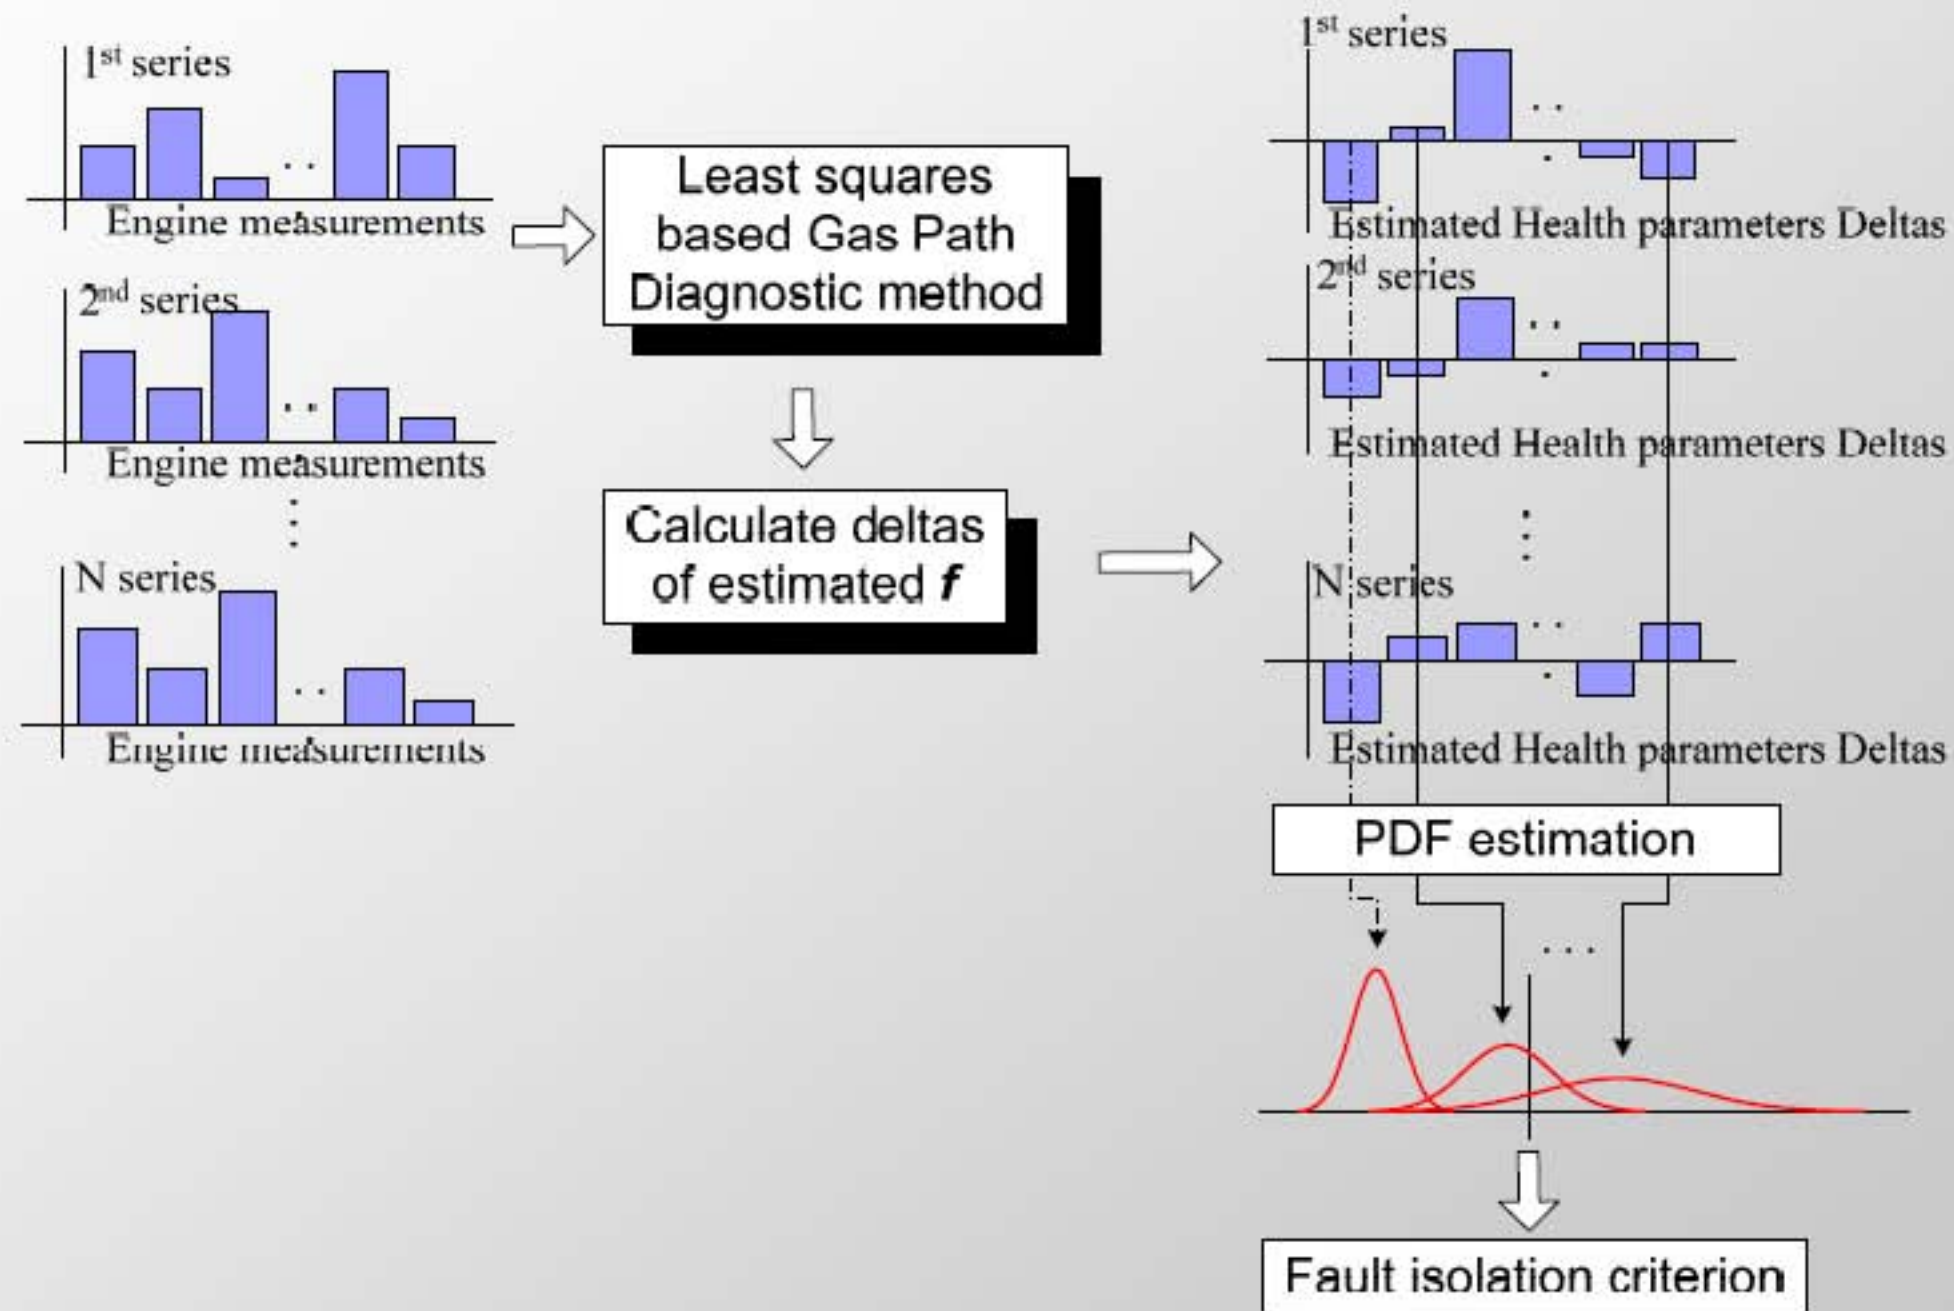 1st series
Engine measurements
2nd series
Engine measurements
N series
Engine measurements
Least squares
based Gas Path
Diagnostic method
Calculate deltas
of estimated f
1st series
Estimated Health parameters Deltas
2nd series
Estimated Health parameters Deltas
N series
Estimated Health parameters Deltas
PDF estimation
Fault isolation criterion